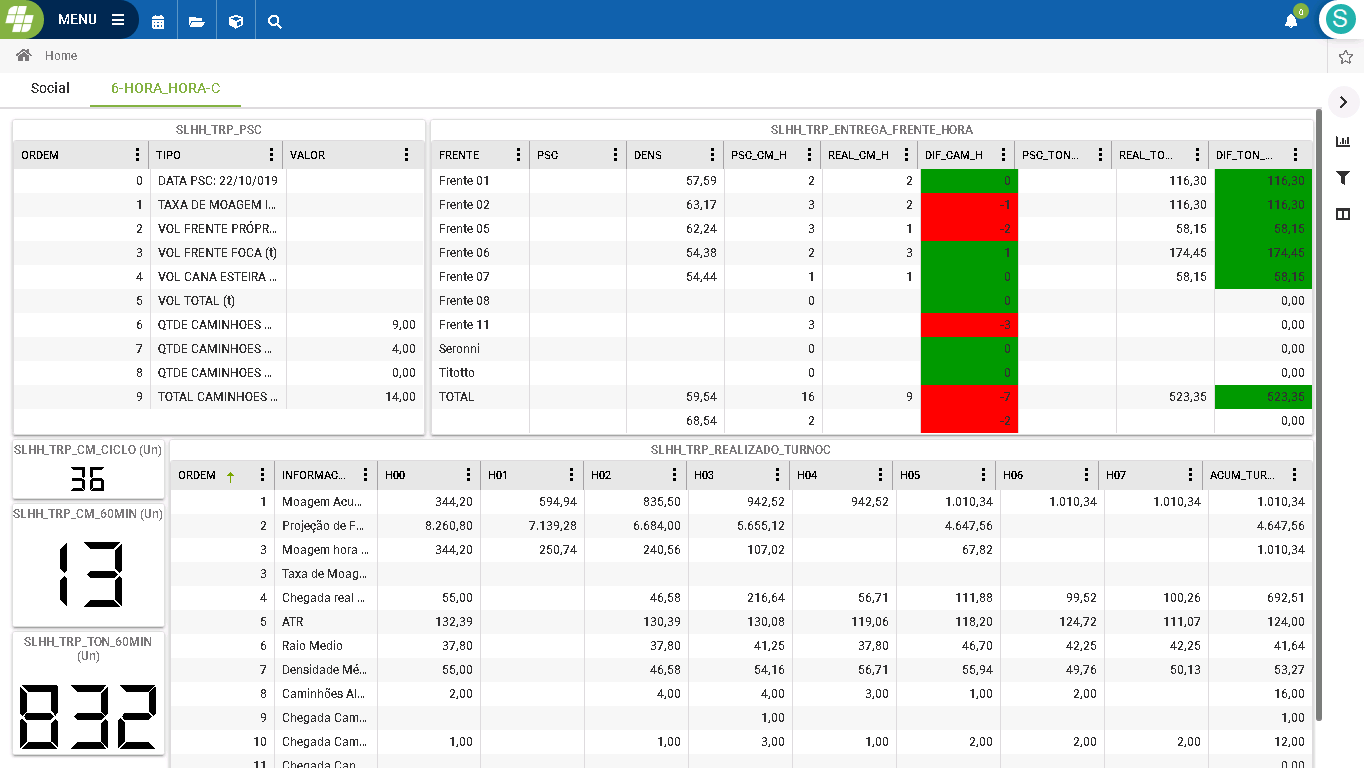 MENU
0
S
Home
Social 6-HORA_HORA-C
SLHH_TRP_PSC
ORDEM TIPO VALOR
0 DATA PSC: 22/10/019
1 TAXA DE MOAGEM I...
2 VOL FRENTE PRÓPR...
3 VOL FRENTE FOCA (t)
4 VOL CANA ESTEIRA ...
5 VOL TOTAL (t)
6 QTDE CAMINHOES ... 9,00
7 QTDE CAMINHOES ... 4,00
8 QTDE CAMINHOES ... 0,00
9 TOTAL CAMINHOES ... 14,00
SLHH_TRP_ENTREGA_FRENTE_HORA
FRENTE PSC DENS PSC_CM_H REAL_CM_H DIF_CAM_H PSC_TON... REAL_TO... DIF_TON_...
Frente 01 57,59 2 2 0 116,30 116,30
Frente 02 63,17 3 2 -1 116,30 116,30
Frente 05 62,24 3 1 -2 58,15 58,15
Frente 06 54,38 2 3 1 174,45 174,45
Frente 07 54,44 1 1 0 58,15 58,15
Frente 08 0 0 0,00
Frente 11 3 -3 0,00
Seronni 0 0 0,00
Titotto 0 0 0,00
TOTAL 59,54 16 9 -7 523,35 523,35
68,54 2 -2 0,00
SLHH_TRP_CM_CICLO (Un)
36
SLHH_TRP_CM_60MIN (Un)
13
SLHH_TRP_TON_60MIN
(Un)
832
SLHH_TRP_REALIZADO_TURNOC
ORDEM INFORMAC... H00 H01 H02 H03 H04 H05 H06 H07 ACUM_TUR...
1 Moagem Acu... 344,20 594,94 835,50 942,52 942,52 1.010,34 1.010,34 1.010,34 1.010,34
2 Projeção de F... 8.260,80 7.139,28 6.684,00 5.655,12 4.647,56 4.647,56
3 Moagem hora ... 344,20 250,74 240,56 107,02 67,82 1.010,34
3 Taxa de Moag...
4 Chegada real ... 55,00 46,58 216,64 56,71 111,88 99,52 100,26 692,51
5 ATR 132,39 130,39 130,08 119,06 118,20 124,72 111,07 124,00
6 Raio Medio 37,80 37,80 41,25 37,80 46,70 42,25 42,25 41,64
7 Densidade Mé... 55,00 46,58 54,16 56,71 55,94 49,76 50,13 53,27
8 Caminhões Al... 2,00 4,00 4,00 3,00 1,00 2,00 16,00
9 Chegada Cam... 1,00 1,00
10 Chegada Cam... 1,00 1,00 3,00 1,00 2,00 2,00 2,00 12,00
11 Chegada Can... 0,00